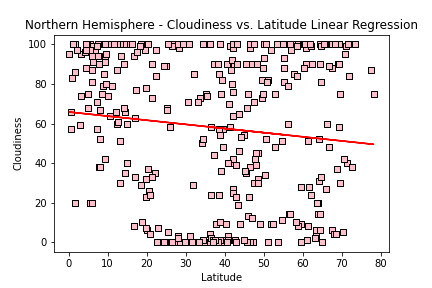 Northern Hemisphere - Cloudiness vs. Latitude Linear Regression
100
80
60
40
20
0
Cloudiness
0 10 20 30 40 50 60 70 80
Latitude